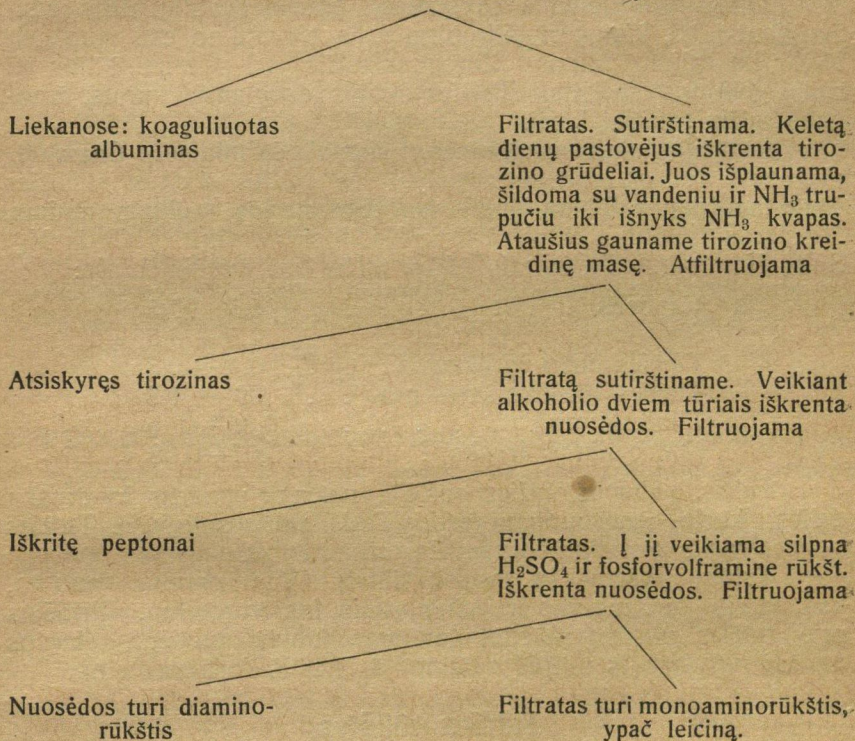 Liekanose: koaguliuotas
albuminas
Filtratas. Sutirštinama. Keletą
dienų pastovėjus iškrenta tiro-
zino grūdeliai. Juos išplaunama,
šildoma su vandeniu ir NH₃ tru-
pučiu iki išnyks NH₃ kvapas.
Ataušius gauname tirozino krei-
dinę masę. Atfiltruojama
Atsiskyręs tirozinas
Filtratą sutirštiname. Veikiant
alkoholio dviem tūriais iškrenta
nuosėdos. Filtruojama
Iškritę peptonai
Filtratas. Į jį veikiama silpna
H₂SO₄ ir fosforvolframine rūkšt.
Iškrenta nuosėdos. Filtruojama
Nuosėdos turi diamino-
rūkštis
Filtratas turi monoaminorūkštis,
ypač leiciną.